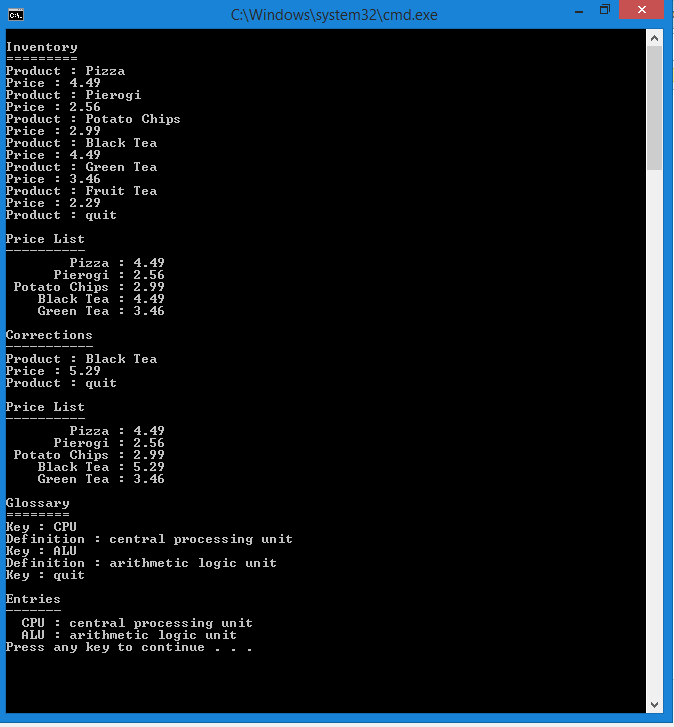 C:\Windows\system32\cmd.exe
Inventory
=========
Product : Pizza
Price : 4.49
Product : Pierogi
Price : 2.56
Product : Potato Chips
Price : 2.99
Product : Black Tea
Price : 4.49
Product : Green Tea
Price : 3.46
Product : Fruit Tea
Price : 2.29
Product : quit
Price List
----------
Pizza : 4.49
Pierogi : 2.56
Potato Chips : 2.99
Black Tea : 4.49
Green Tea : 3.46
Corrections
-----------
Product : Black Tea
Price : 5.29
Product : quit
Price List
----------
Pizza : 4.49
Pierogi : 2.56
Potato Chips : 2.99
Black Tea : 5.29
Green Tea : 3.46
Glossary
========
Key : CPU
Definition : central processing unit
Key : ALU
Definition : arithmetic logic unit
Key : quit
Entries
-------
CPU : central processing unit
ALU : arithmetic logic unit
Press any key to continue . . .